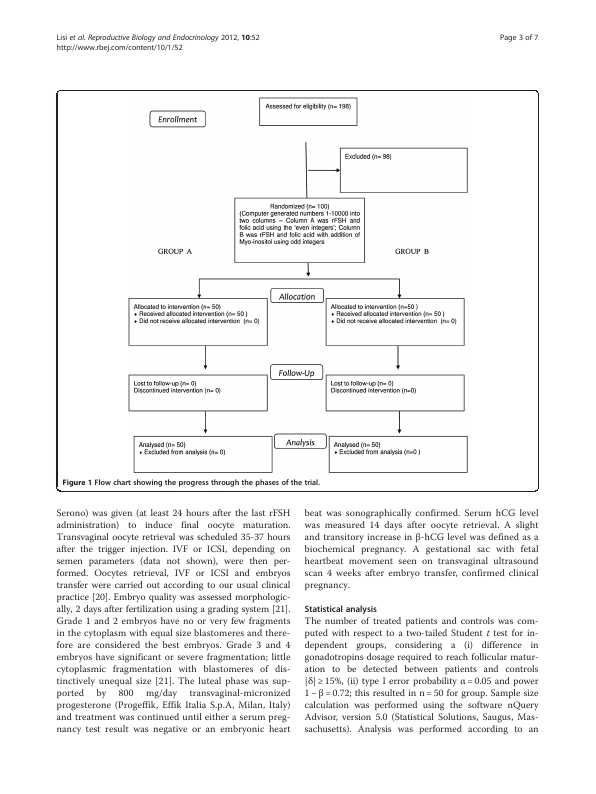 Lisi et al. Reproductive Biology and Endocrinology 2012, 10:52
Page 3 of 7
http://www.rbej.com/content/10/1/52
Assessed for eligibility (n= 198)
Enrollment
Excluded (n= 98)
Randomized (n= 100)
(Computer generated numbers 1-10000 into
two columns – Column A was rFSH and
folic acid using the 'even integers'; Column
B was rFSH and folic acid with addition of
Myo-inositol using odd integers
GROUP A
GROUP B
Allocation
Allocated to intervention (n= 50)
♦ Received allocated intervention (n= 50 )
♦ Did not receive allocated intervention (n= 0)
Allocated to intervention (n=50 )
♦ Received allocated intervention (n= 50 )
♦ Did not receive allocated intervention (n= 0)
Follow-Up
Lost to follow-up (n= 0)
Discontinued intervention (n= 0)
Lost to follow-up (n= 0)
Discontinued intervention (n=0)
Analysis
Analysed (n= 50)
♦ Excluded from analysis (n= 0)
Analysed (n= 50)
♦ Excluded from analysis (n=0 )
Figure 1 Flow chart showing the progress through the phases of the trial.
Serono) was given (at least 24 hours after the last rFSH
administration) to induce final oocyte maturation.
Transvaginal oocyte retrieval was scheduled 35-37 hours
after the trigger injection. IVF or ICSI, depending on
semen parameters (data not shown), were then per-
formed. Oocytes retrieval, IVF or ICSI and embryos
transfer were carried out according to our usual clinical
practice [20]. Embryo quality was assessed morphologic-
ally, 2 days after fertilization using a grading system [21].
Grade 1 and 2 embryos have no or very few fragments
in the cytoplasm with equal size blastomeres and there-
fore are considered the best embryos. Grade 3 and 4
embryos have significant or severe fragmentation; little
cytoplasmic fragmentation with blastomeres of dis-
tinctively unequal size [21]. The luteal phase was sup-
ported by 800 mg/day transvaginal-micronized
progesterone (Progeffik, Effik Italia S.p.A, Milan, Italy)
and treatment was continued until either a serum preg-
nancy test result was negative or an embryonic heart
beat was sonographically confirmed. Serum hCG level
was measured 14 days after oocyte retrieval. A slight
and transitory increase in β-hCG level was defined as a
biochemical pregnancy. A gestational sac with fetal
heartbeat movement seen on transvaginal ultrasound
scan 4 weeks after embryo transfer, confirmed clinical
pregnancy.
Statistical analysis
The number of treated patients and controls was com-
puted with respect to a two-tailed Student t test for in-
dependent groups, considering a (i) difference in
gonadotropins dosage required to reach follicular matur-
ation to be detected between patients and controls
|δ| ≥ 15%, (ii) type I error probability α = 0.05 and power
1 − β = 0.72; this resulted in n = 50 for group. Sample size
calculation was performed using the software nQuery
Advisor, version 5.0 (Statistical Solutions, Saugus, Mas-
sachusetts). Analysis was performed according to an